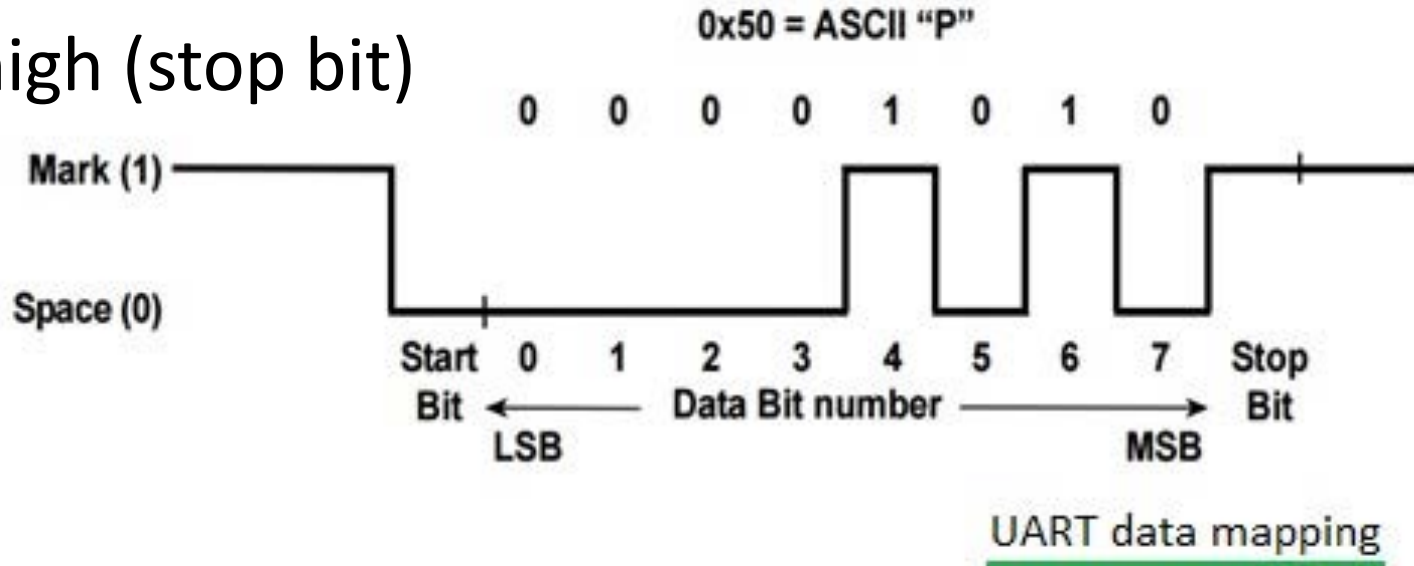 0x50 = ASCII “P”
high (stop bit)
0 0 0 0 1 0 1 0
Mark (1)
Space (0)
Start 0 1 2 3 4 5 6 7 Stop
Bit Data Bit number Bit
LSB MSB
UART data mapping